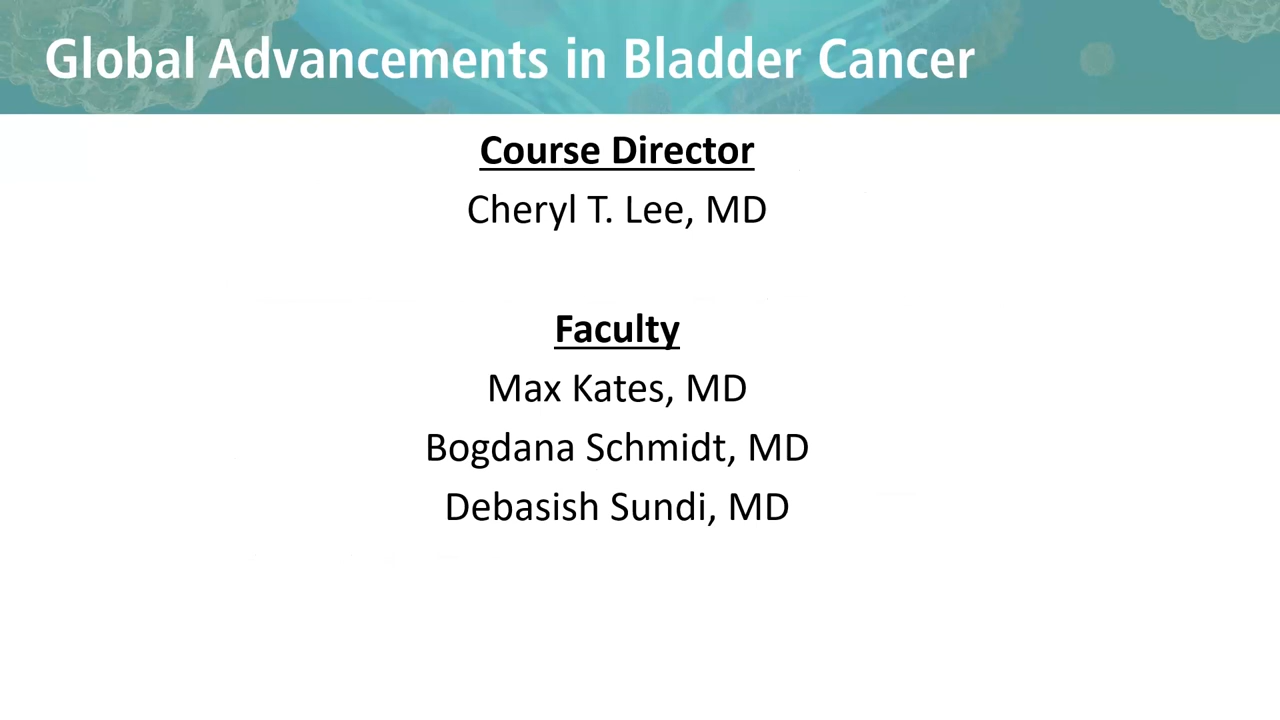 Global Advancements in Bladder Cancer
Course Director
Cheryl T. Lee, MD
Faculty
Max Kates, MD
Bogdana Schmidt, MD
Debasish Sundi, MD